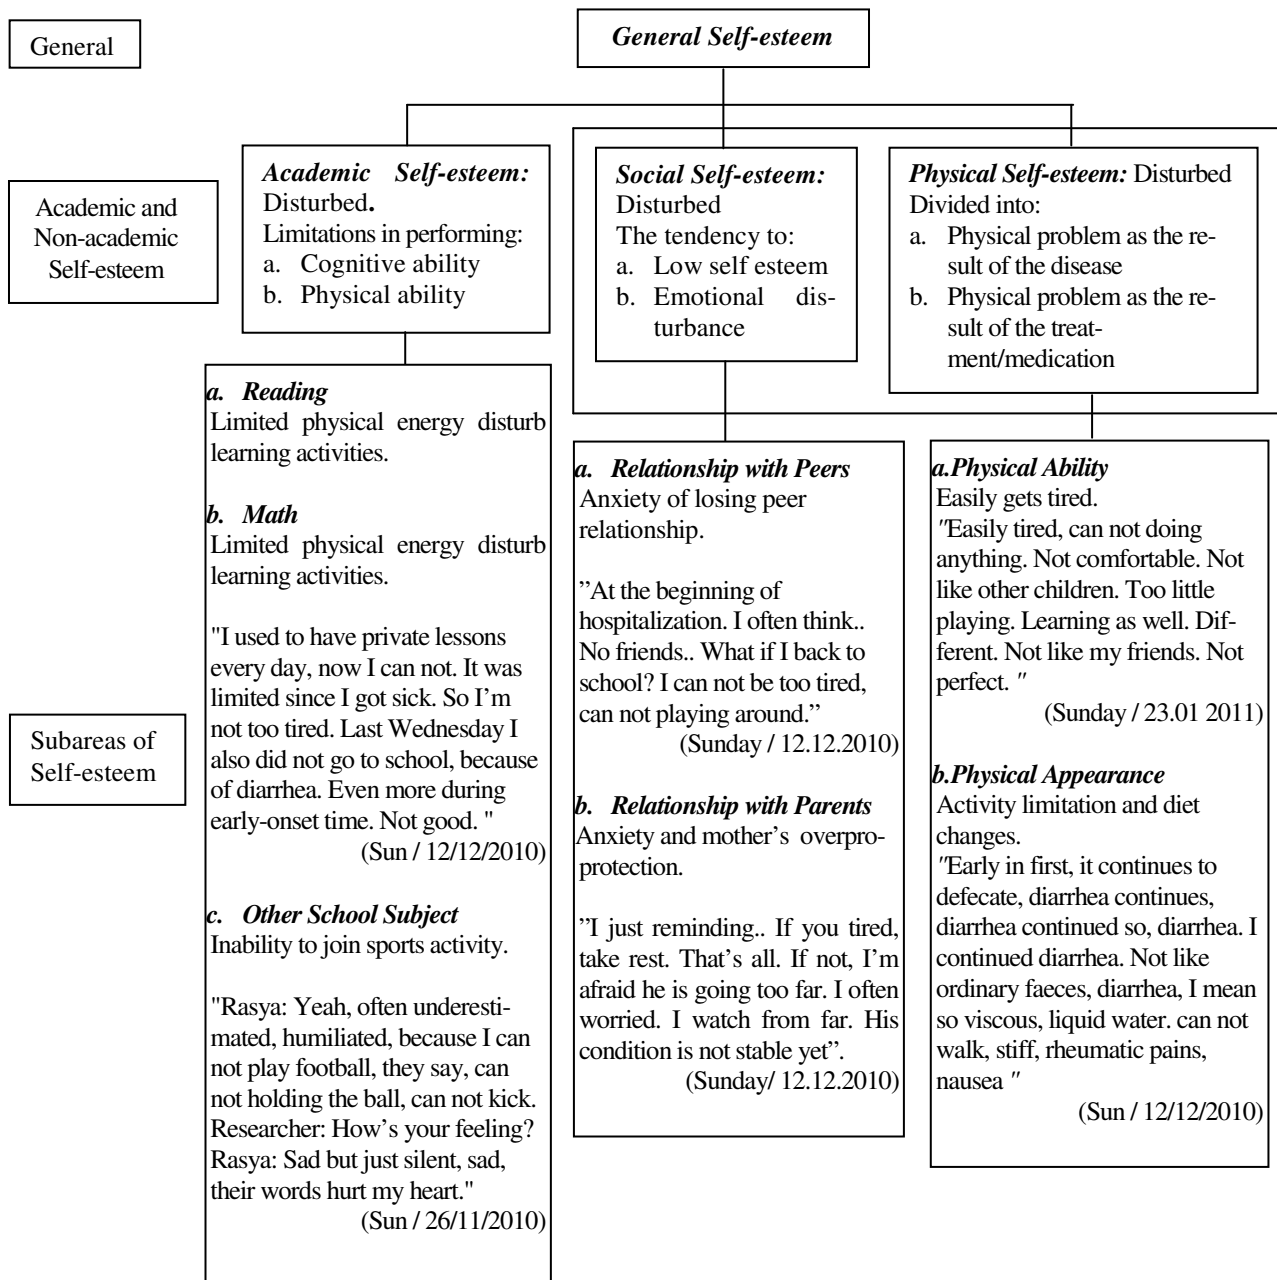 General
General Self-esteem
Academic and
Non-academic
Self-esteem
Academic Self-esteem:
Disturbed.
Limitations in performing:
a. Cognitive ability
b. Physical ability
Social Self-esteem:
Disturbed
The tendency to:
a. Low self esteem
b. Emotional dis-
turbance
Physical Self-esteem: Disturbed
Divided into:
a. Physical problem as the re-
sult of the disease
b. Physical problem as the re-
sult of the treat-
ment/medication
Subareas of
Self-esteem
a. Reading
Limited physical energy disturb
learning activities.
b. Math
Limited physical energy disturb
learning activities.
"I used to have private lessons
every day, now I can not. It was
limited since I got sick. So I’m
not too tired. Last Wednesday I
also did not go to school, because
of diarrhea. Even more during
early-onset time. Not good. "
(Sun / 12/12/2010)
c. Other School Subject
Inability to join sports activity.
"Rasya: Yeah, often underesti-
mated, humiliated, because I can
not play football, they say, can
not holding the ball, can not kick.
Researcher: How’s your feeling?
Rasya: Sad but just silent, sad,
their words hurt my heart."
(Sun / 26/11/2010)
a. Relationship with Peers
Anxiety of losing peer
relationship.
”At the beginning of
hospitalization. I often think..
No friends.. What if I back to
school? I can not be too tired,
can not playing around.”
(Sunday / 12.12.2010)
b. Relationship with Parents
Anxiety and mother’s overpro-
protection.
”I just reminding.. If you tired,
take rest. That’s all. If not, I’m
afraid he is going too far. I often
worried. I watch from far. His
condition is not stable yet”.
(Sunday/ 12.12.2010)
a.Physical Ability
Easily gets tired.
"Easily tired, can not doing
anything. Not comfortable. Not
like other children. Too little
playing. Learning as well. Dif-
ferent. Not like my friends. Not
perfect. "
(Sunday / 23.01 2011)
b.Physical Appearance
Activity limitation and diet
changes.
"Early in first, it continues to
defecate, diarrhea continues,
diarrhea continued so, diarrhea. I
continued diarrhea. Not like
ordinary faeces, diarrhea, I mean
so viscous, liquid water. can not
walk, stiff, rheumatic pains,
nausea "
(Sun / 12/12/2010)